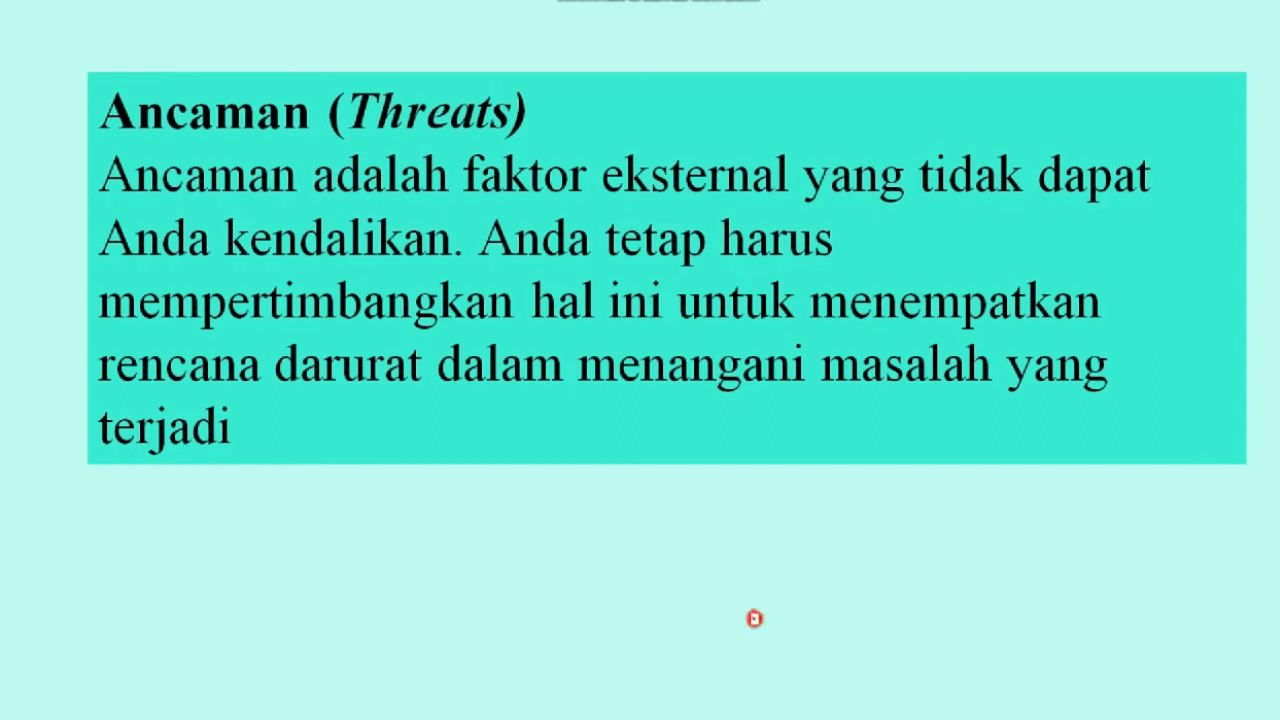 Ancaman (Threats)
Ancaman adalah faktor eksternal yang tidak dapat
Anda kendalikan. Anda tetap harus
mempertimbangkan hal ini untuk menempatkan
rencana darurat dalam menangani masalah yang
terjadi